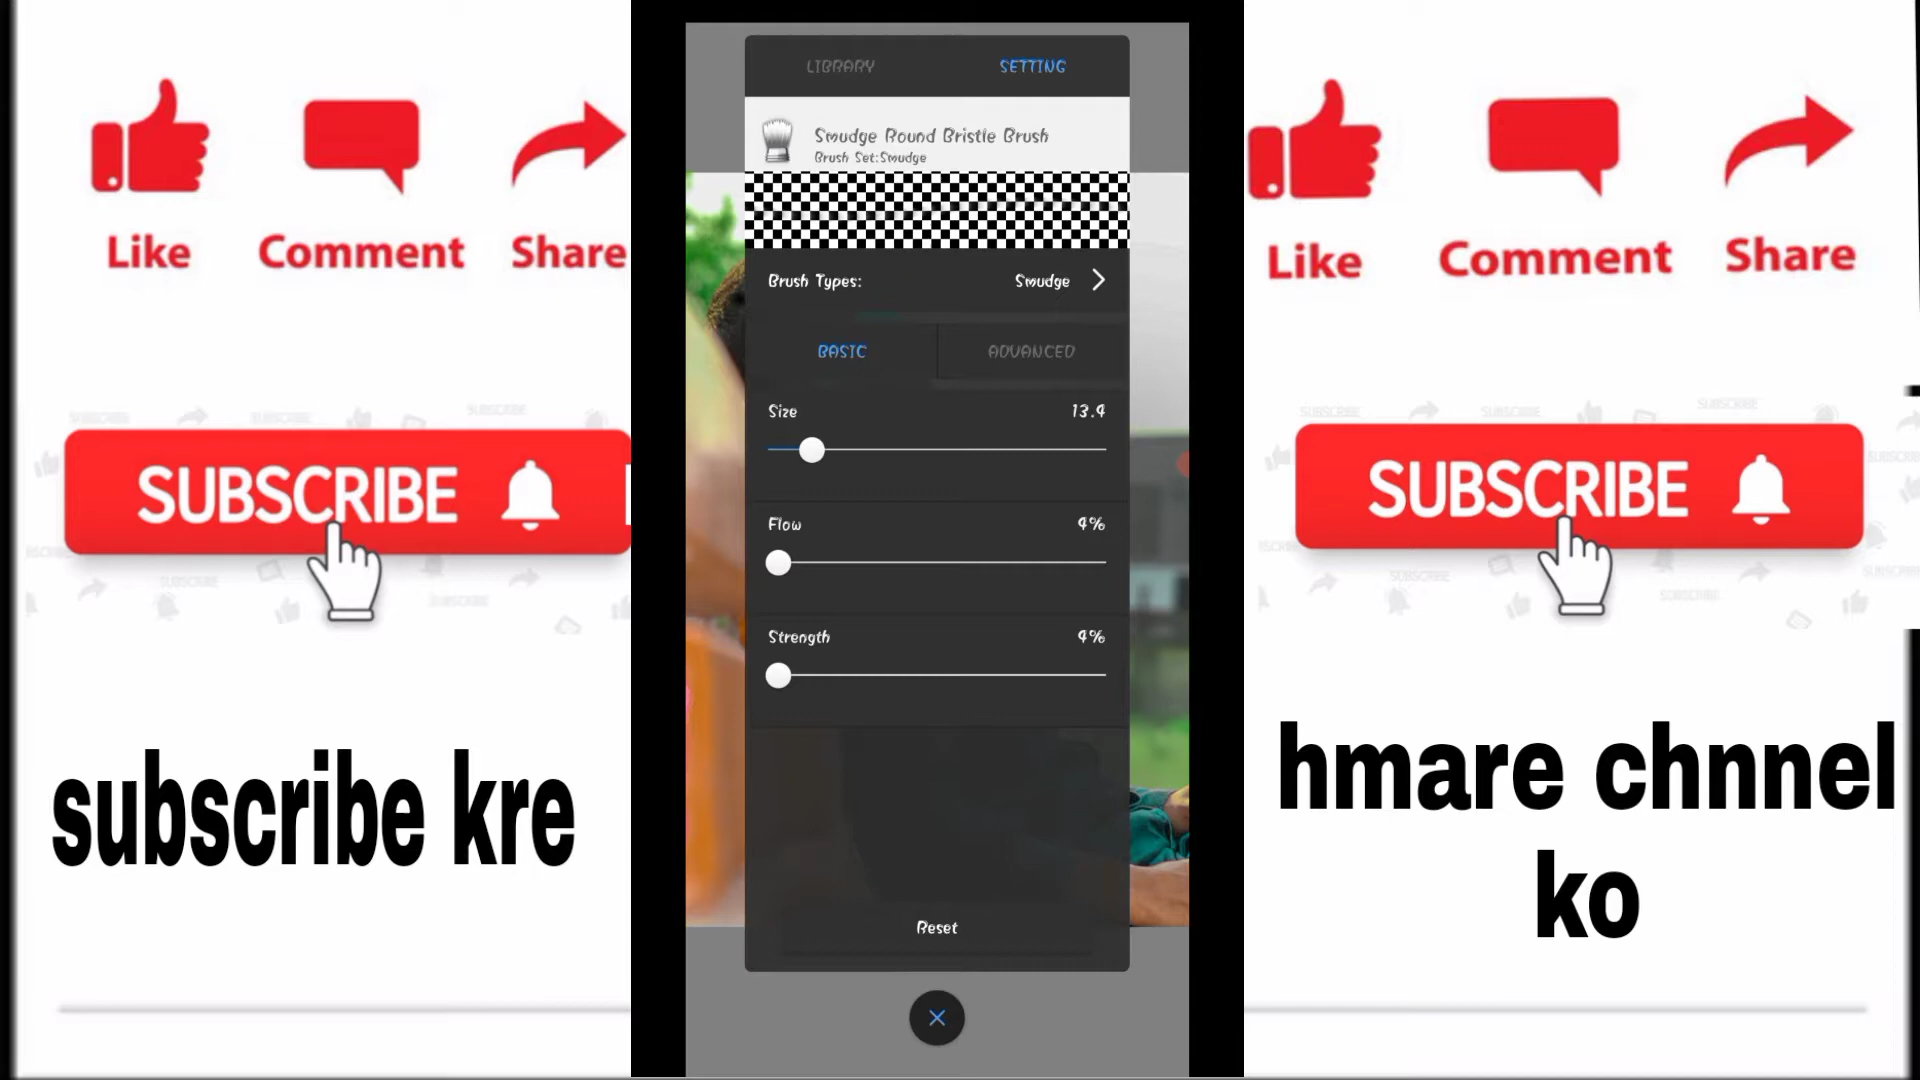 Like
Comment
Share
SUBSCRIBE
subscribe kre
LIBRARY
SETTING
Smudge Round Bristle Brush
Brush Set:Smudge
Brush Types:
Smudge
BASIC
ADVANCED
Size
13.4
Flow
4%
Strength
4%
Reset
Like
Comment
Share
SUBSCRIBE
hmare chnnel
ko